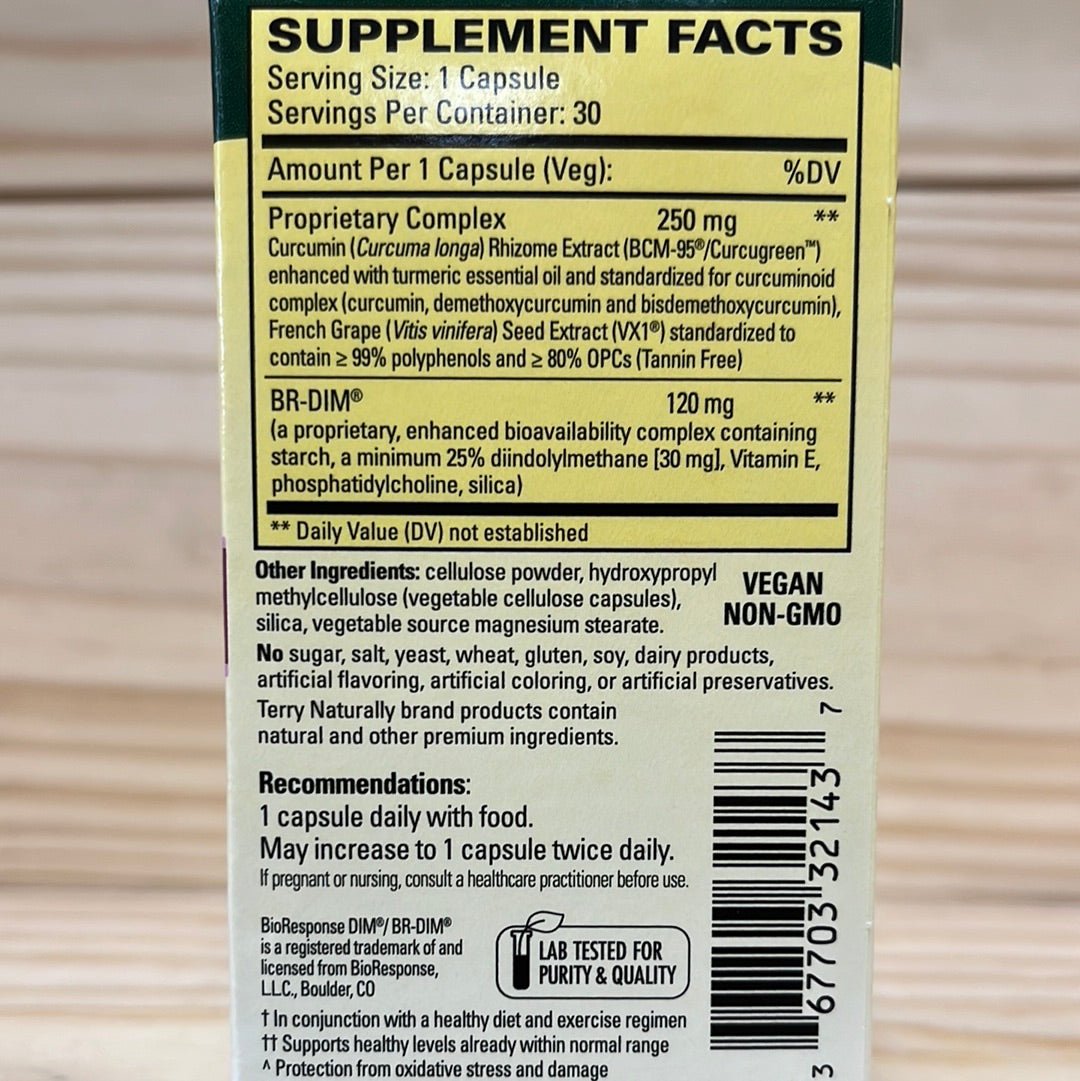 SUPPLEMENT FACTS
Serving Size: 1 Capsule
Servings Per Container: 30
Amount Per 1 Capsule (Veg): %DV
Proprietary Complex 250 mg **
Curcumin (Curcuma longa) Rhizome Extract (BCM-95®/Curcugreen™)
enhanced with turmeric essential oil and standardized for curcuminoid
complex (curcumin, demethoxycurcumin and bisdemethoxycurcumin),
French Grape (Vitis vinifera) Seed Extract (VX1®) standardized to
contain ≥ 99% polyphenols and ≥ 80% OPCs (Tannin Free)
BR-DIM® 120 mg **
(a proprietary, enhanced bioavailability complex containing
starch, a minimum 25% diindolylmethane [30 mg], Vitamin E,
phosphatidylcholine, silica)
** Daily Value (DV) not established
Other Ingredients: cellulose powder, hydroxypropyl
methylcellulose (vegetable cellulose capsules),
silica, vegetable source magnesium stearate.
VEGAN
NON-GMO
No sugar, salt, yeast, wheat, gluten, soy, dairy products,
artificial flavoring, artificial coloring, or artificial preservatives.
Terry Naturally brand products contain
natural and other premium ingredients.
Recommendations:
1 capsule daily with food.
May increase to 1 capsule twice daily.
If pregnant or nursing, consult a healthcare practitioner before use.
BioResponse DIM®/ BR-DIM®
is a registered trademark of and
licensed from BioResponse,
L.L.C., Boulder, CO
LAB TESTED FOR
PURITY & QUALITY
† In conjunction with a healthy diet and exercise regimen
†† Supports healthy levels already within normal range
^ Protection from oxidative stress and damage
3 67703 32143 7